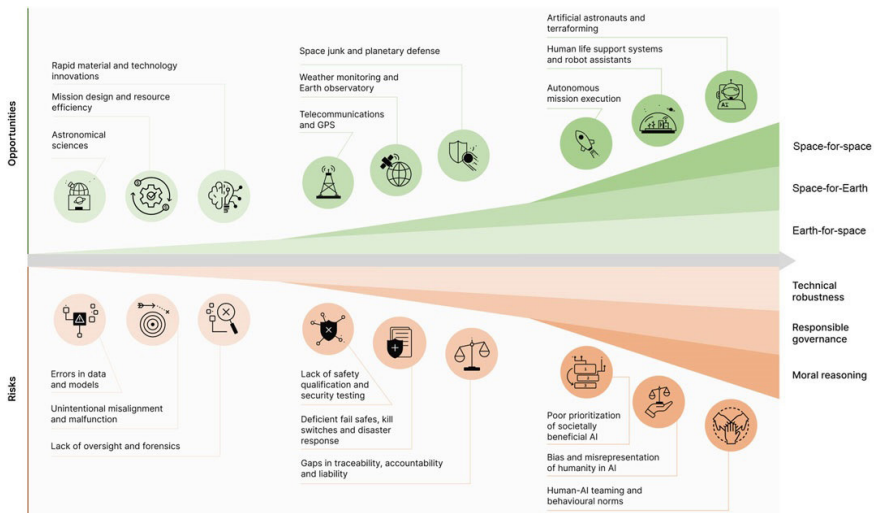 Opportunities
Rapid material and technology
innovations
Mission design and resource
efficiency
Astronomical
sciences
Space junk and planetary defense
Weather monitoring and
Earth observatory
Telecommunications
and GPS
Artificial astronauts and
terraforming
Human life support systems
and robot assistants
Autonomous
mission execution
AI
Space-for-space
Space-for-Earth
Earth-for-space
Risks
Errors in data
and models
Unintentional misalignment
and malfunction
Lack of oversight and forensics
Lack of safety
qualification and
security testing
Deficient fail safes, kill
switches and disaster
response
Gaps in traceability, accountability
and liability
Poor prioritization
of societally
beneficial AI
Bias and misrepresentation
of humanity in AI
Human-AI teaming and
behavioural norms
Technical
robustness
Responsible
governance
Moral reasoning